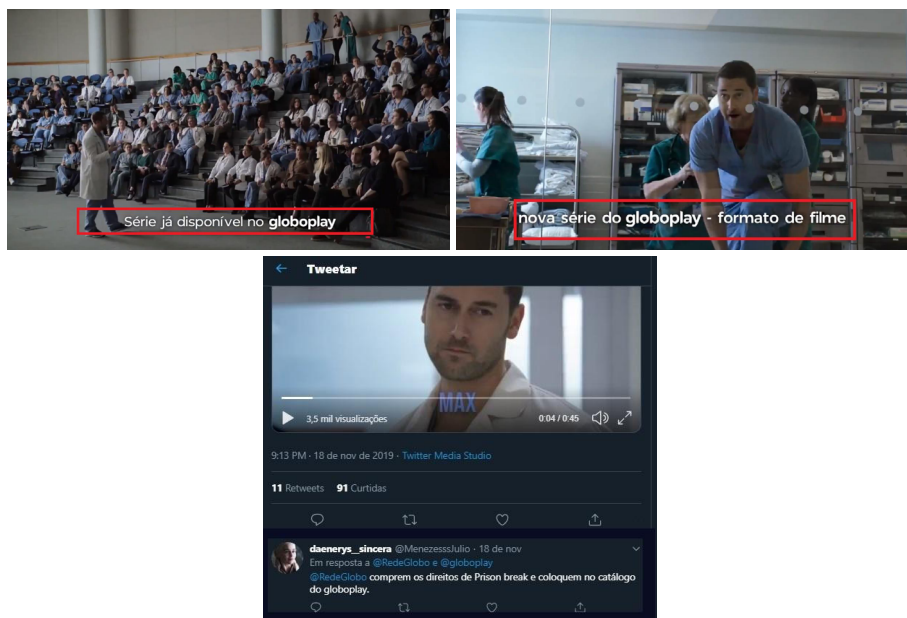 Série já disponível no globoplay
nova série do globoplay - formato de filme
← Tweetar
MAX
3,5 mil visualizações 0:04 / 0:45
9:13 PM · 18 de nov de 2019 · Twitter Media Studio
11 Retweets 91 Curtidas
daenerys_sincera @MenezesssJulio · 18 de nov
Em resposta a @RedeGlobo e @globoplay
@RedeGlobo comprem os direitos de Prison break e coloquem no catálogo
do globoplay.